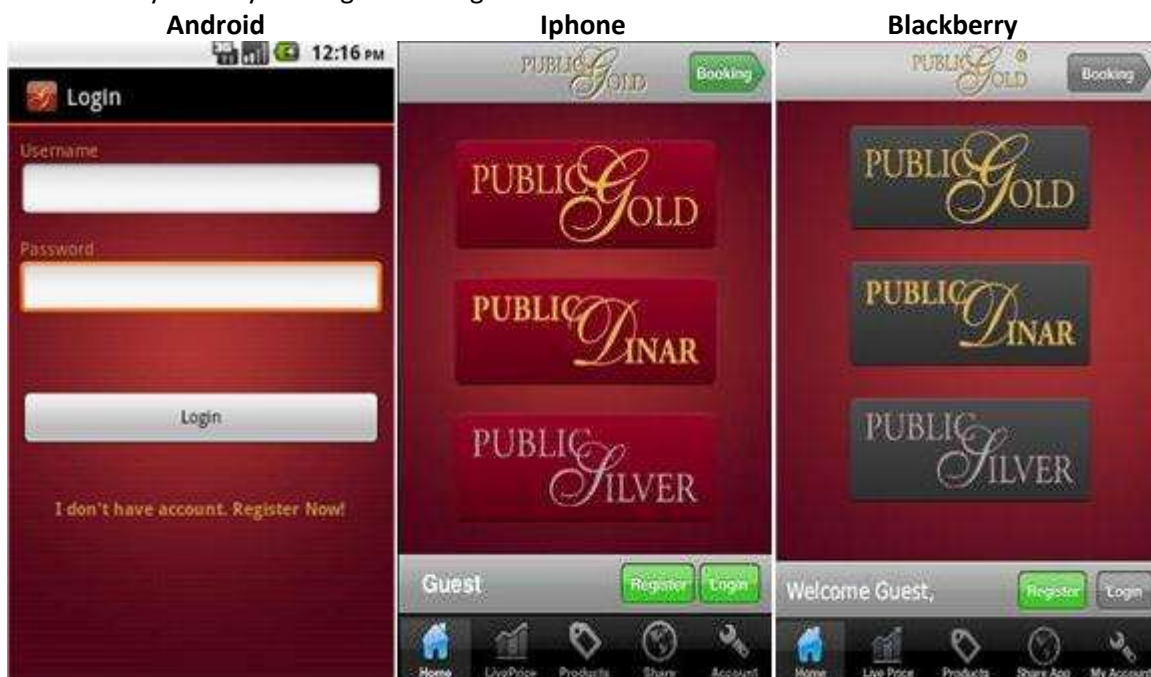 Android
Iphone
Blackberry
12:16 PM
Login
Username
Password
Login
I don't have account. Register Now!
PUBLIC GOLD
Booking
PUBLIC GOLD
PUBLIC DINAR
PUBLIC SILVER
Guest
Register
Login
Home
LivePrice
Products
Share
Account
PUBLIC GOLD
Booking
PUBLIC GOLD
PUBLIC DINAR
PUBLIC SILVER
Welcome Guest,
Register
Login
Home
Live Price
Products
Share App
My Account